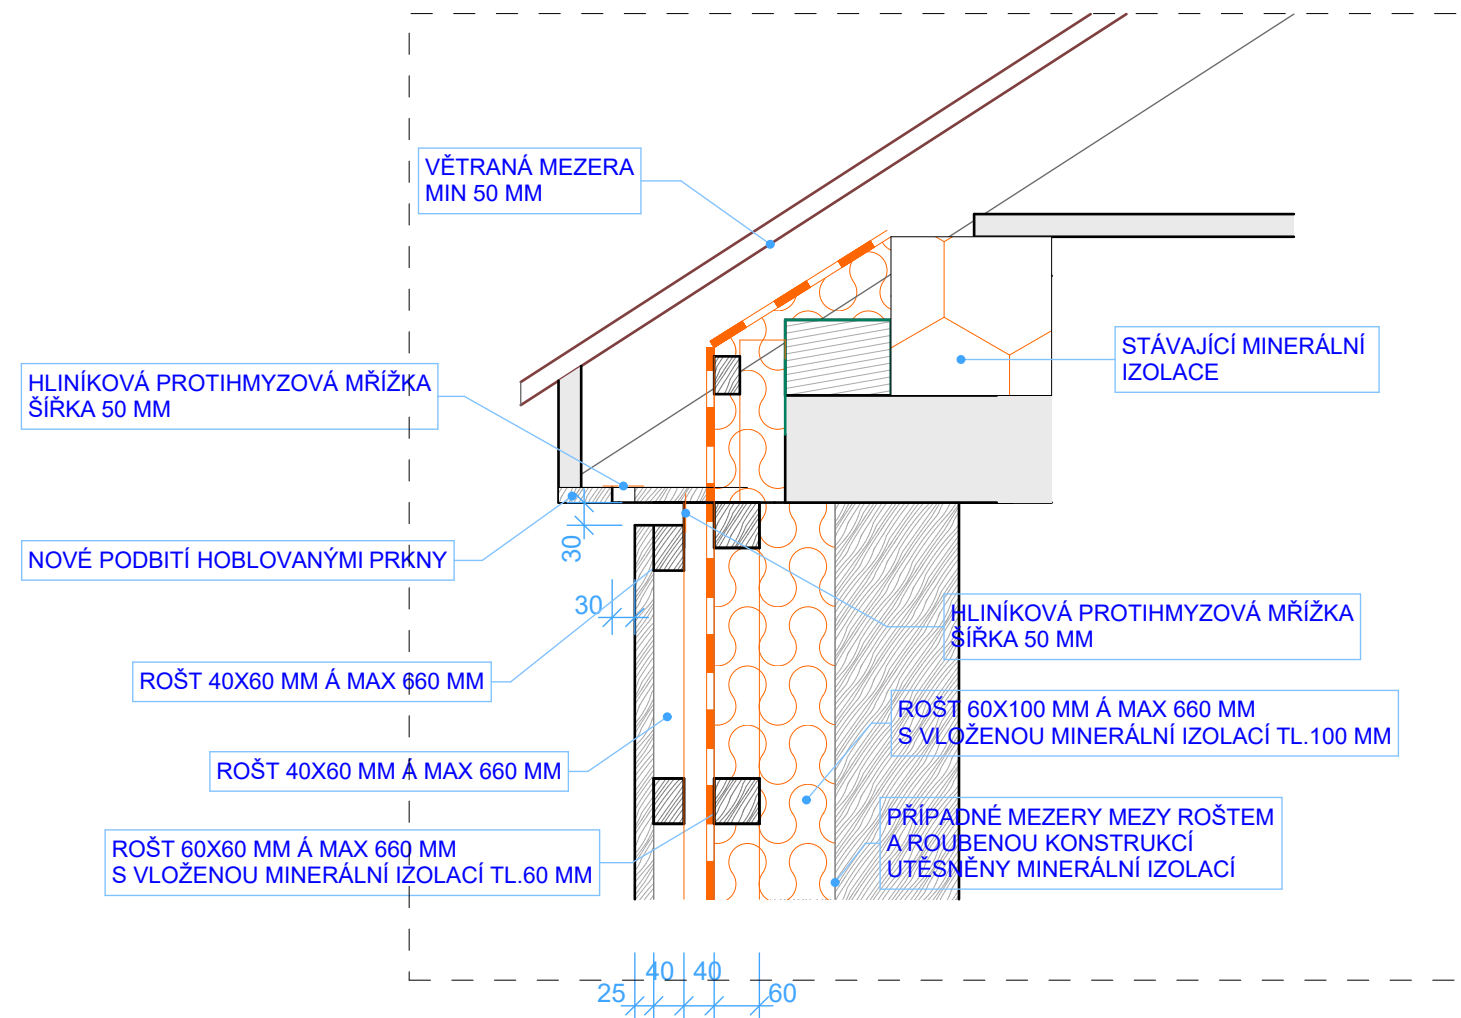 VĚTRANÁ MEZERA
MIN 50 MM
STÁVAJÍCÍ MINERÁLNÍ
IZOLACE
HLINÍKOVÁ PROTIHMYZOVÁ MŘÍŽKA
ŠÍŘKA 50 MM
NOVÉ PODBITÍ HOBLOVANÝMI PRKNY
30
30
HLINÍKOVÁ PROTIHMYZOVÁ MŘÍŽKA
ŠÍŘKA 50 MM
ROŠT 40X60 MM Á MAX 660 MM
ROŠT 60X100 MM Á MAX 660 MM
S VLOŽENOU MINERÁLNÍ IZOLACÍ TL.100 MM
ROŠT 40X60 MM Á MAX 660 MM
PŘÍPADNÉ MEZERY MEZY ROŠTEM
A ROUBENOU KONSTRUKCÍ
UTĚSNĚNY MINERÁLNÍ IZOLACÍ
ROŠT 60X60 MM Á MAX 660 MM
S VLOŽENOU MINERÁLNÍ IZOLACÍ TL.60 MM
25 40 40 60